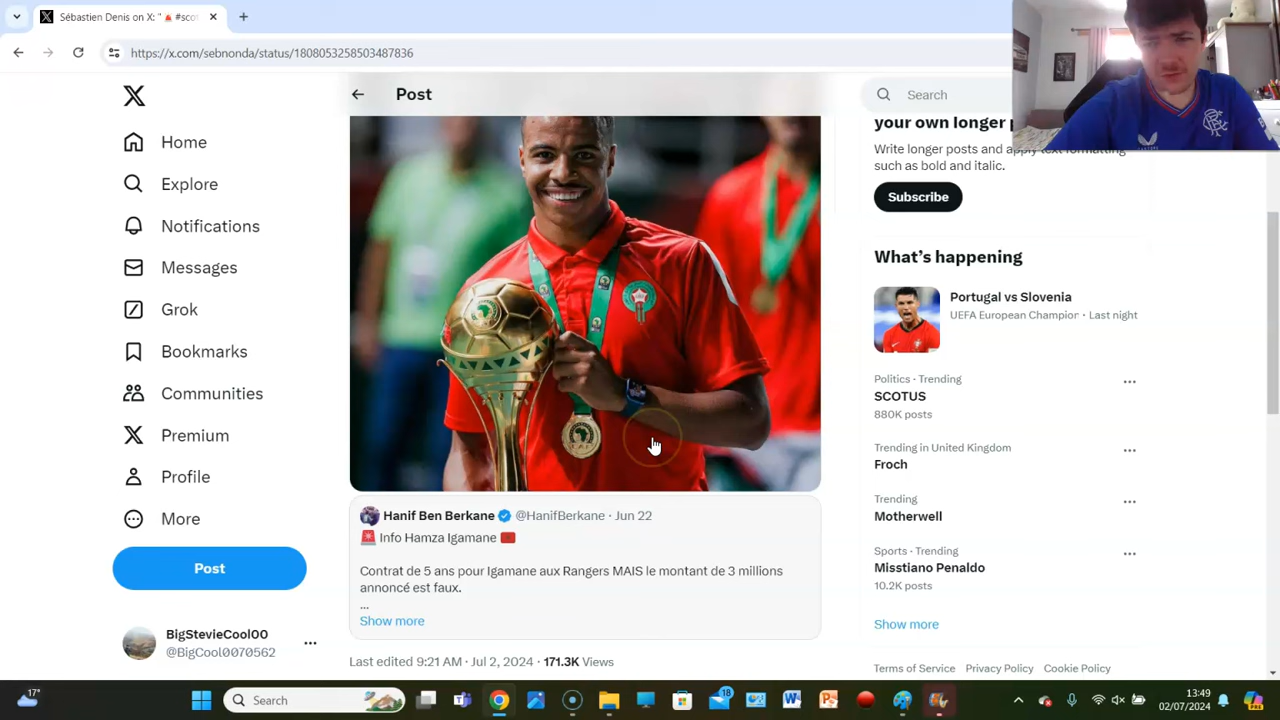 Sébastien Denis on X: "🚨 #sco
https://x.com/sebnonda/status/1808053258503487836
Post
Search
Home
Explore
Notifications
Messages
Grok
Bookmarks
Communities
Premium
Profile
More
Post
BigStevieCool00
@BigCool0070562
Hanif Ben Berkane @HanifBerkane · Jun 22
🚨 Info Hamza Igamane 🇲🇦
Contrat de 5 ans pour Igamane aux Rangers MAIS le montant de 3 millions
annoncé est faux.
...
Show more
Last edited 9:21 AM · Jul 2, 2024 · 171.3K Views
your own longer p
Write longer posts and apply text formatting
such as bold and italic.
Subscribe
What's happening
Portugal vs Slovenia
UEFA European Champior · Last night
Politics · Trending
SCOTUS
880K posts
Trending in United Kingdom
Froch
Trending
Motherwell
Sports · Trending
Misstiano Penaldo
10.2K posts
Show more
Terms of Service Privacy Policy Cookie Policy
17°
Search
18
13:49
02/07/2024